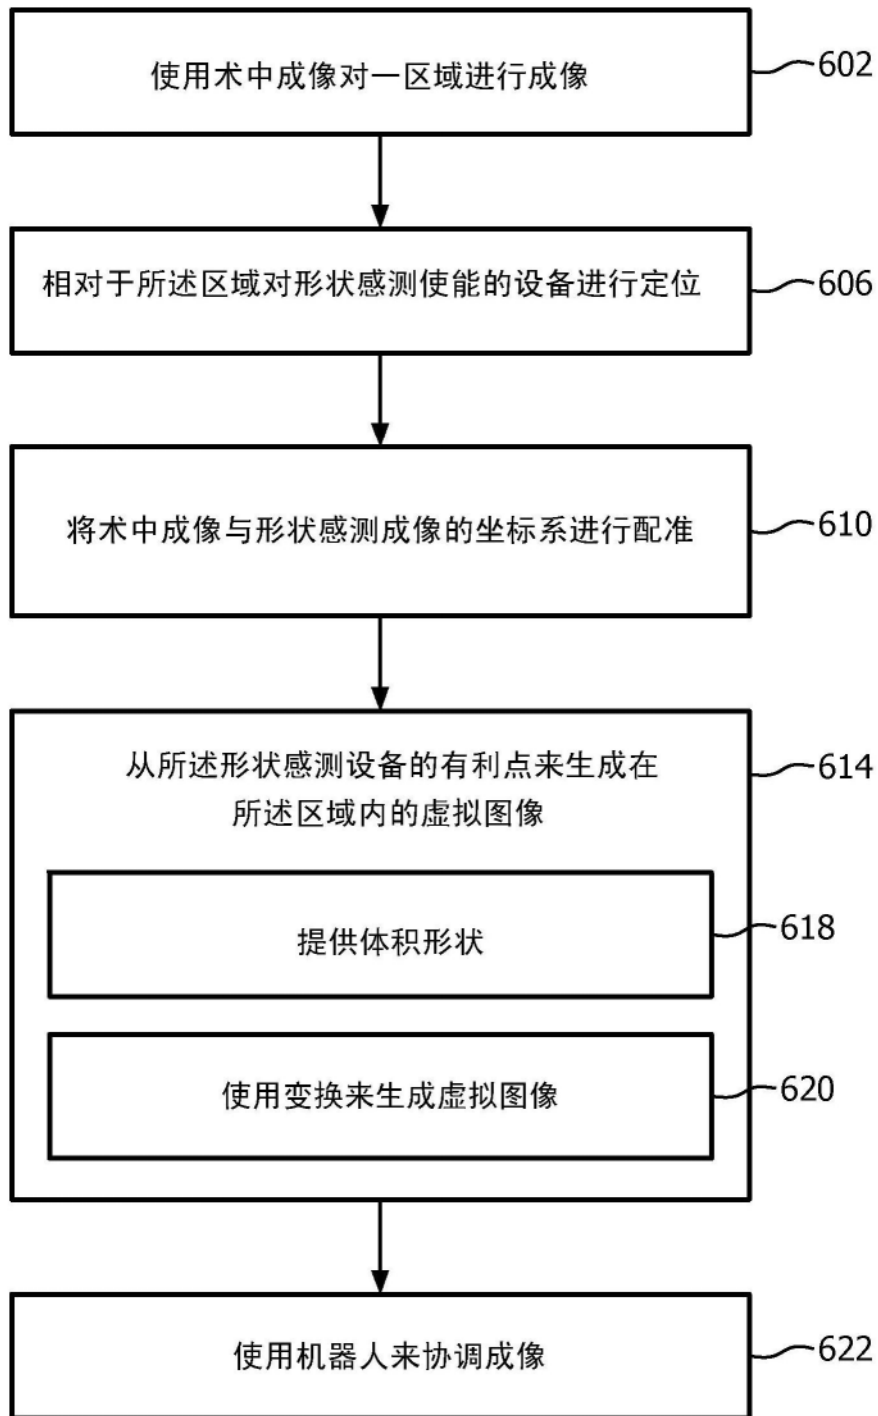 使用术中成像对一区域进行成像
602
相对于所述区域对形状感测使能的设备进行定位
606
将术中成像与形状感测成像的坐标系进行配准
610
从所述形状感测设备的有利点来生成在
所述区域内的虚拟图像
614
提供体积形状
618
使用变换来生成虚拟图像
620
使用机器人来协调成像
622